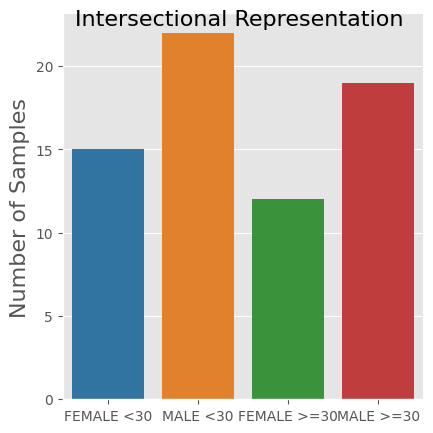 Intersectional Representation
Number of Samples
20
15
10
5
0
FEMALE <30 MALE <30 FEMALE >=30 MALE >=30